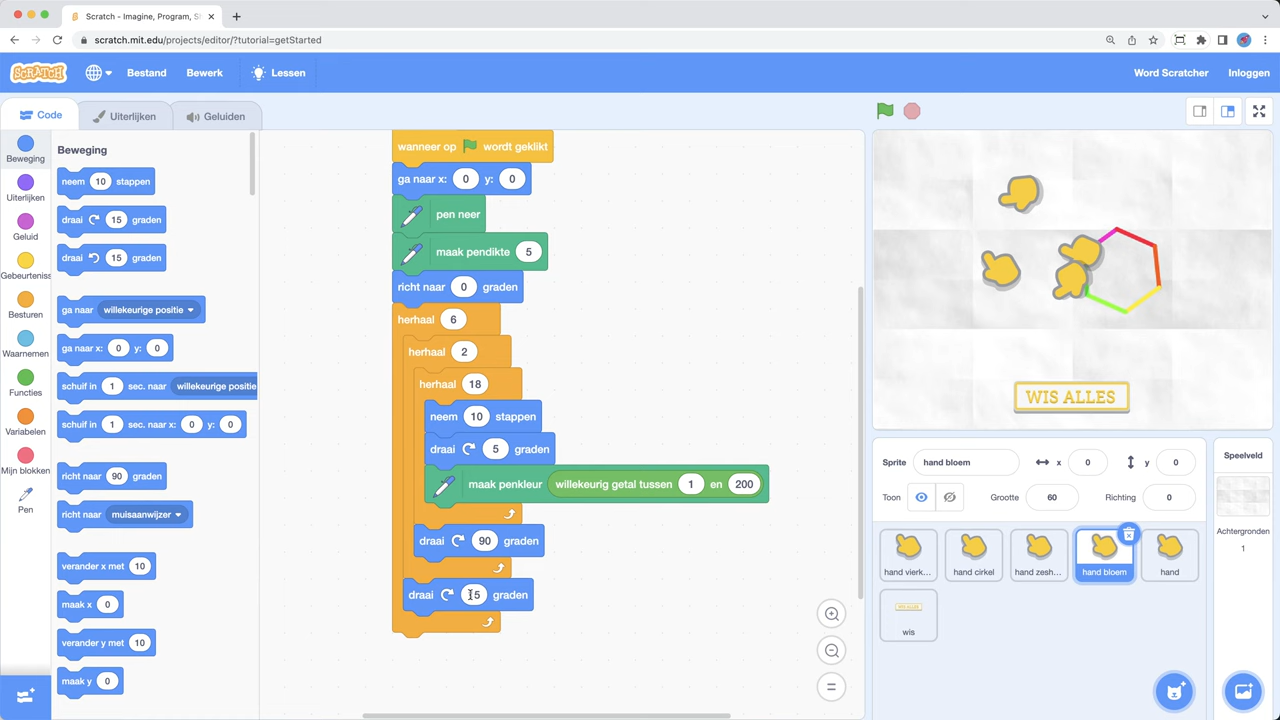 Scratch - Imagine, Program, S
scratch.mit.edu/projects/editor/?tutorial=getStarted
SCRATCH
Bestand
Bewerk
Lessen
Word Scratcher
Inloggen
Code
Uiterlijken
Geluiden
Beweging
Uiterlijken
Geluid
Gebeurteniss
Besturen
Waarnemen
Functies
Variabelen
Mijn blokken
Pen
Beweging
neem 10 stappen
draai 15 graden
draai 15 graden
ga naar willekeurige positie
ga naar x: 0 y: 0
schuif in 1 sec. naar willekeurige positie
schuif in 1 sec. naar x: 0 y: 0
richt naar 90 graden
richt naar muisaanwijzer
verander x met 10
maak x 0
verander y met 10
maak y 0
wanneer op wordt geklikt
ga naar x: 0 y: 0
pen neer
maak pendikte 5
richt naar 0 graden
herhaal 6
herhaal 2
herhaal 18
neem 10 stappen
draai 5 graden
maak penkleur willekeurig getal tussen 1 en 200
draai 90 graden
draai 15 graden
WIS ALLES
Sprite hand bloem x 0 y 0
Toon Grootte 60 Richting 0
hand vierk...
hand cirkel
hand zesh...
hand bloem
hand
wis
Speelveld
Achtergronden
1